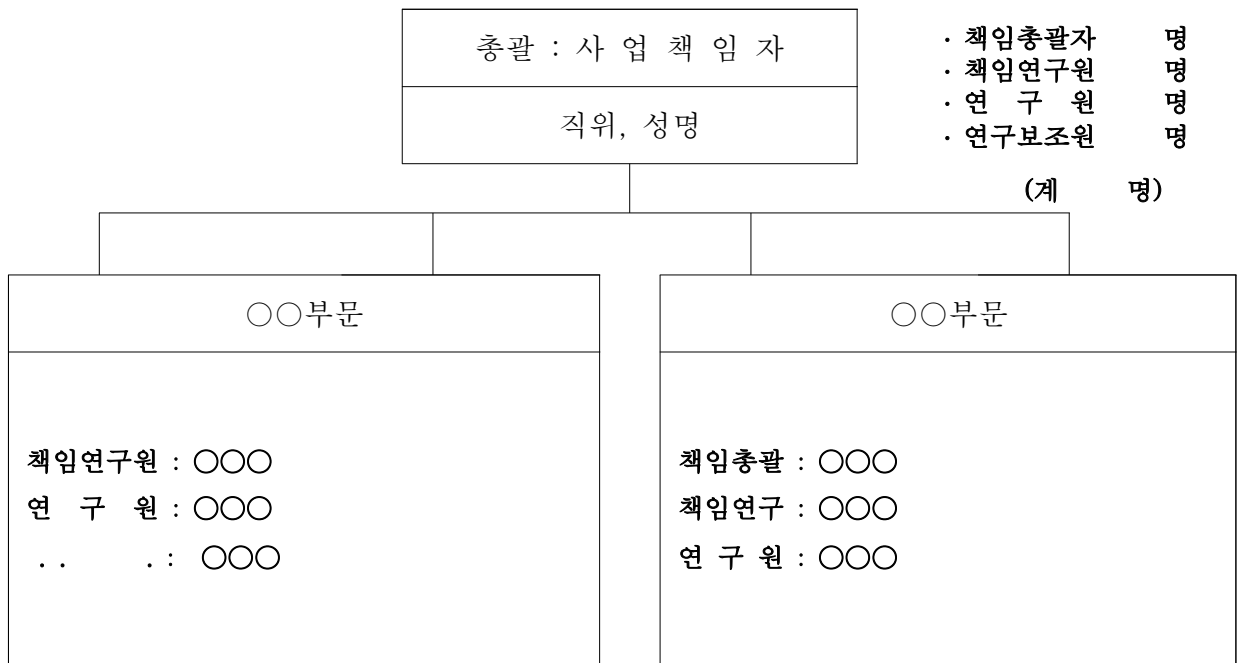 총괄 : 사 업 책 임 자
직위, 성명
· 책임총괄자 명
· 책임연구원 명
· 연 구 원 명
· 연구보조원 명
(계 명)
○○부문
책임연구원 : ○○○
연 구 원 : ○○○
. . . : ○○○
○○부문
책임총괄 : ○○○
책임연구 : ○○○
연 구 원 : ○○○